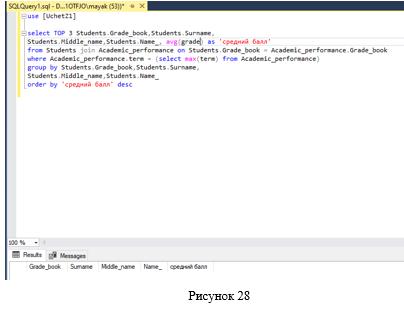 SQLQuery1.sql - D...1OTFJO\mayak (53))*
use [UchetZ1]
select TOP 3 Students.Grade_book,Students.Surname,
Students.Middle_name,Students.Name_, avg(grade) as 'средний балл'
from Students join Academic_performance on Students.Grade_book = Academic_performance.Grade_book
where Academic_performance.term = (select max(term) from Academic_performance)
group by Students.Grade_book,Students.Surname,
Students.Middle_name,Students.Name_
order by 'средний балл' desc
100 %
Results Messages
Grade_book Surname Middle_name Name_ средний балл
Рисунок 28